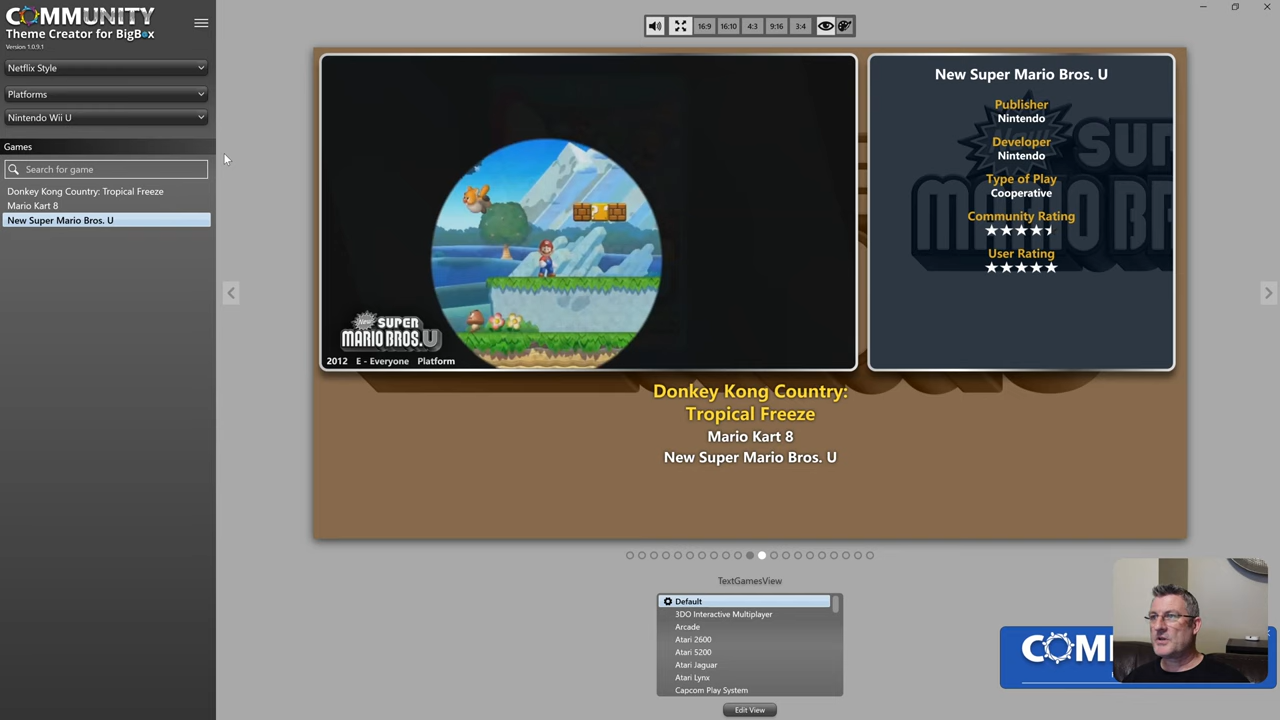 COMMUNITY
Theme Creator for BigBox
Version 1.0.9.1
Netflix Style
Platforms
Nintendo Wii U
Games
Search for game
Donkey Kong Country: Tropical Freeze
Mario Kart 8
New Super Mario Bros. U
16:9
16:10
4:3
9:16
3:4
New SUPER
MARIO BROS. U
2012 E - Everyone Platform
New Super Mario Bros. U
Publisher
Nintendo
Developer
Nintendo
Type of Play
Cooperative
Community Rating
User Rating
Donkey Kong Country:
Tropical Freeze
Mario Kart 8
New Super Mario Bros. U
TextGamesView
Default
3DO Interactive Multiplayer
Arcade
Atari 2600
Atari 5200
Atari Jaguar
Atari Lynx
Capcom Play System
Edit View